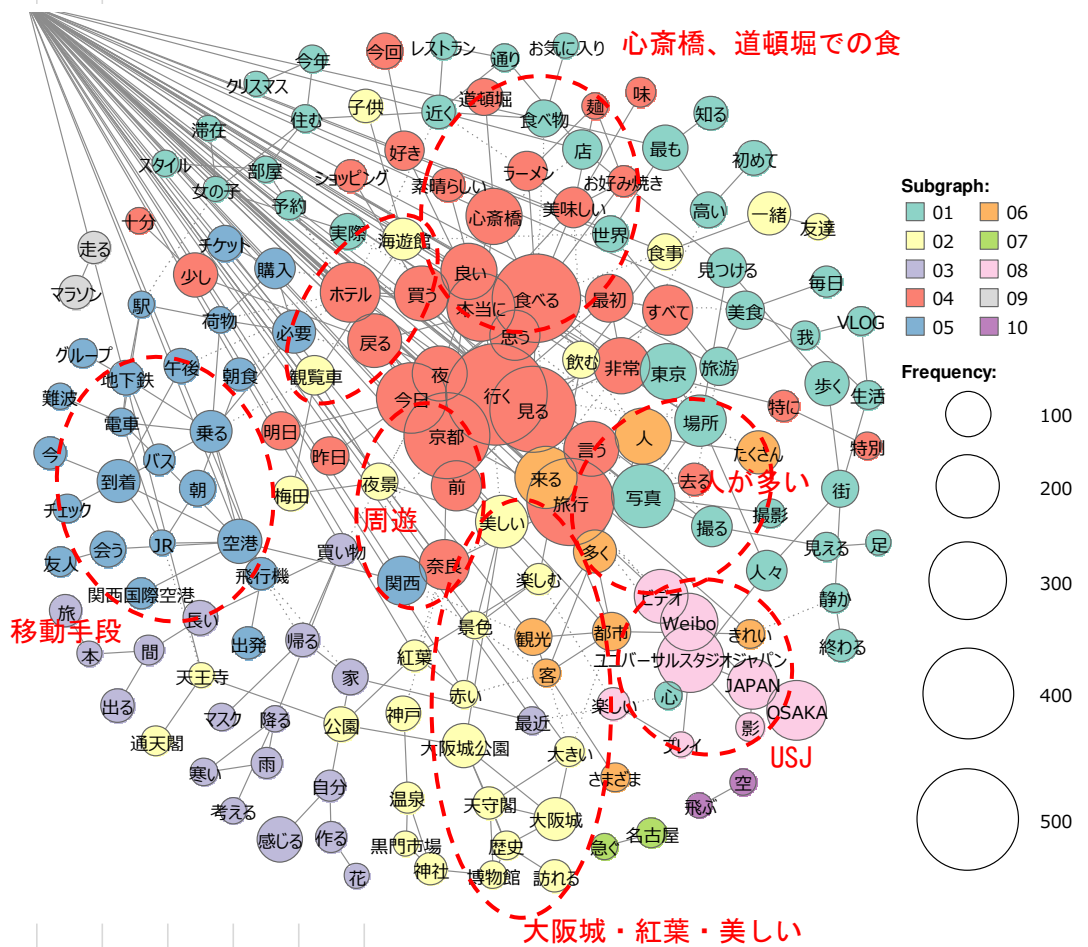 心斎橋、道頓堀での食
今回
レストラン
通り
お気に入り
今年
クリスマス
子供
近く
道頓堀
食べ物
麺
味
知る
住む
滞在
スタイル
部屋
女の子
予約
好き
ショッピング
素晴らしい
ラーメン
店
お好み焼き
最も
初めて
高い
一緒
友達
十分
実際
海遊館
心斎橋
美味しい
世界
食事
見つける
毎日
走る
マラソン
チケット
購入
少し
ホテル
買う
良い
本当に
食べる
最初
すべて
美食
我
VLOG
駅
荷物
必要
戻る
思う
飲む
非常
東京
旅游
歩く
生活
グループ
地下鉄
午後
朝食
観覧車
夜
今日
行く
見る
特に
特別
難波
電車
乗る
明日
昨日
京都
言う
人
場所
たくさん
今
到着
バス
朝
梅田
夜景
前
来る
旅行
写真
去る
人が多い
街
チェック
JR
空港
周遊
美しい
撮る
撮影
見える
足
友人
会う
飛行機
買い物
関西
奈良
多く
楽しむ
人々
関西国際空港
旅
長い
ビデオ
静か
移動手段
本
間
出発
帰る
紅葉
景色
観光
都市
Weibo
きれい
終わる
天王寺
家
赤い
客
ユニバーサルスタジオジャパン
心
JAPAN
OSAKA
出る
マスク
降る
公園
神戸
最近
楽しい
影
通天閣
雨
寒い
大阪城公園
大きい
プレイ
USJ
考える
自分
温泉
天守閣
さまざま
空
飛ぶ
感じる
作る
黒門市場
大阪城
歴史
急ぐ
名古屋
花
神社
博物館
訪れる
大阪城・紅葉・美しい
Subgraph:
01 06
02 07
03 08
04 09
05 10
Frequency:
100
200
300
400
500